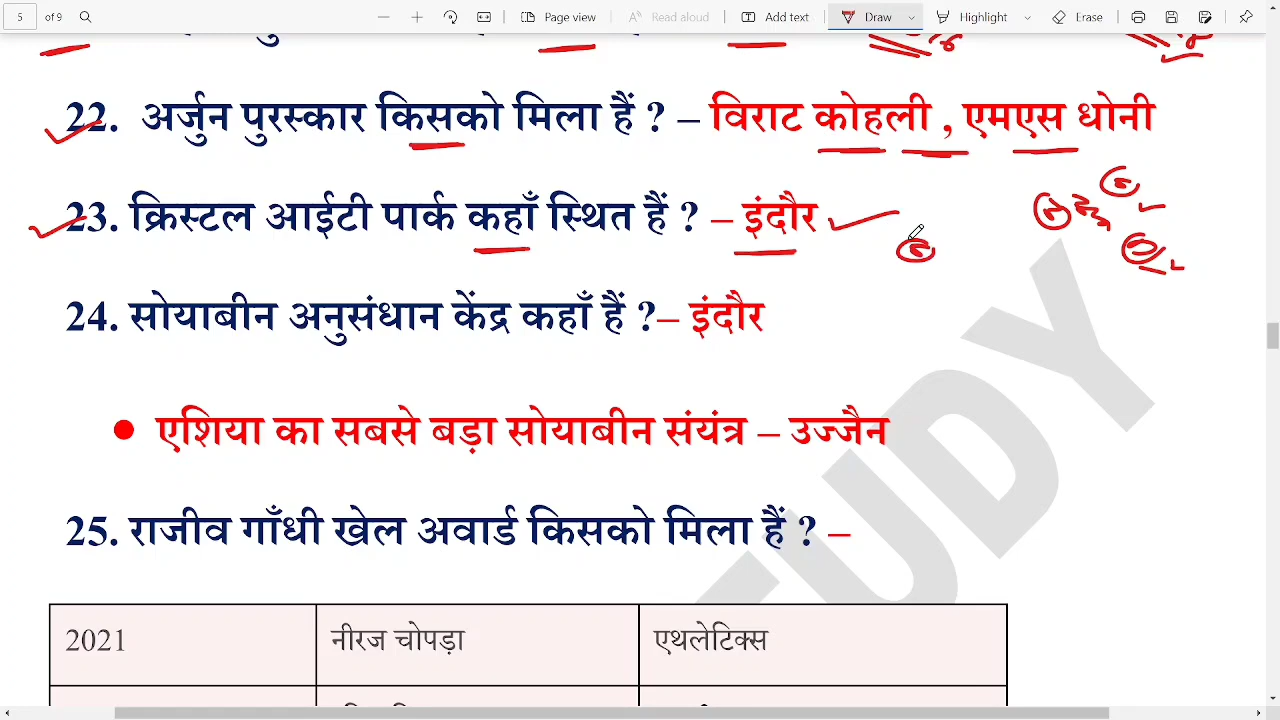 5 of 9 Page view Read aloud Add text Draw Highlight Erase
22. अर्जुन पुरस्कार किसको मिला हैं ? – विराट कोहली , एमएस धोनी
23. क्रिस्टल आईटी पार्क कहाँ स्थित हैं ? – इंदौर
24. सोयाबीन अनुसंधान केंद्र कहाँ हैं ?– इंदौर
• एशिया का सबसे बड़ा सोयाबीन संयंत्र – उज्जैन
25. राजीव गाँधी खेल अवार्ड किसको मिला हैं ? –
2021 नीरज चोपड़ा एथलेटिक्स
TUDY